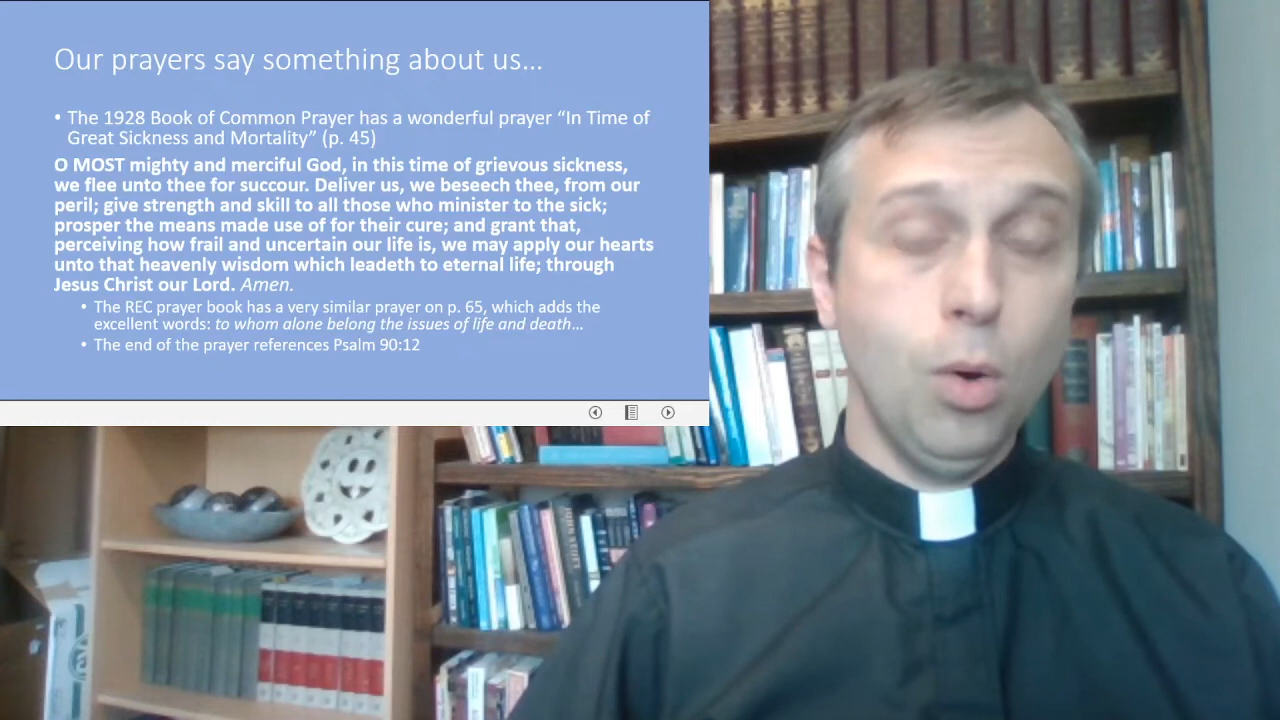 Our prayers say something about us...
• The 1928 Book of Common Prayer has a wonderful prayer “In Time of
Great Sickness and Mortality” (p. 45)
O MOST mighty and merciful God, in this time of grievous sickness,
we flee unto thee for succour. Deliver us, we beseech thee, from our
peril; give strength and skill to all those who minister to the sick;
prosper the means made use of for their cure; and grant that,
perceiving how frail and uncertain our life is, we may apply our hearts
unto that heavenly wisdom which leadeth to eternal life; through
Jesus Christ our Lord. Amen.
• The REC prayer book has a very similar prayer on p. 65, which adds the
excellent words: to whom alone belong the issues of life and death...
• The end of the prayer references Psalm 90:12